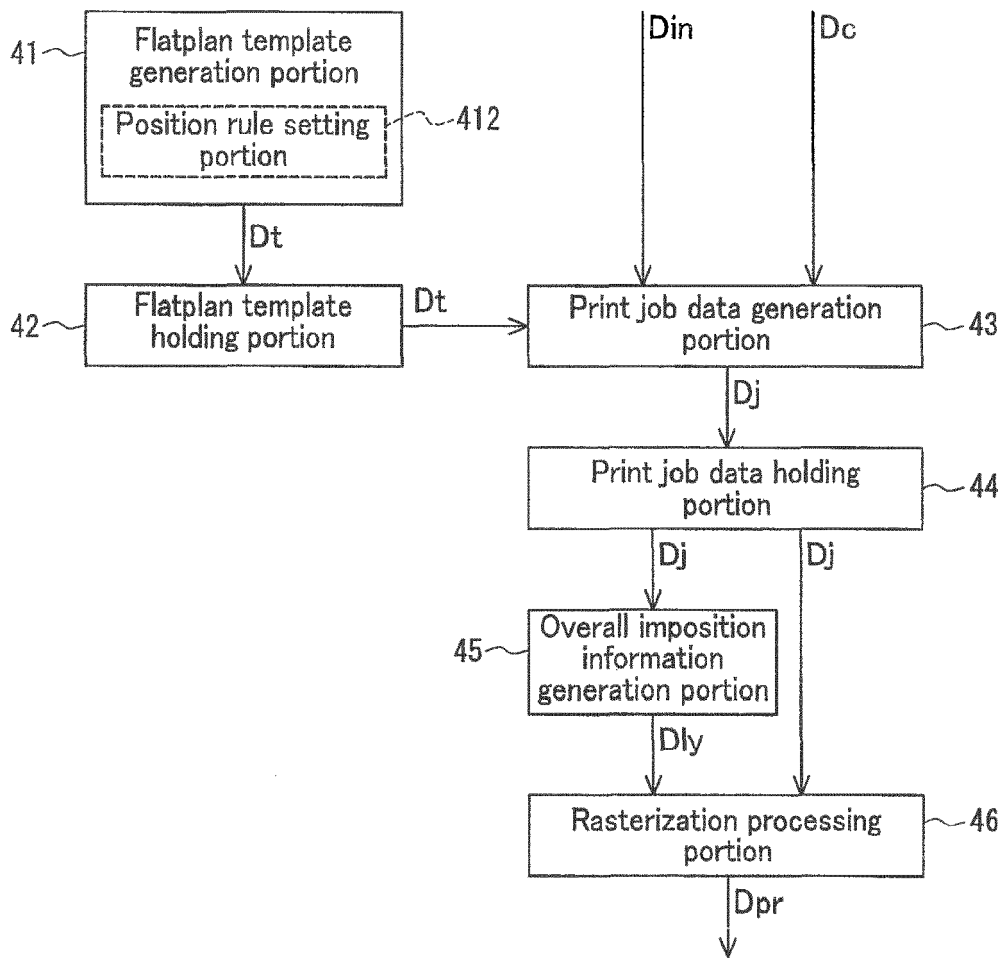 41
Flatplan template
generation portion
Position rule setting
portion
412
Din
Dc
Dt
42
Flatplan template
holding portion
Dt
Print job data generation
portion
43
Dj
Print job data holding
portion
44
Dj
Dj
45
Overall imposition
information
generation portion
Dly
Rasterization processing
portion
46
Dpr